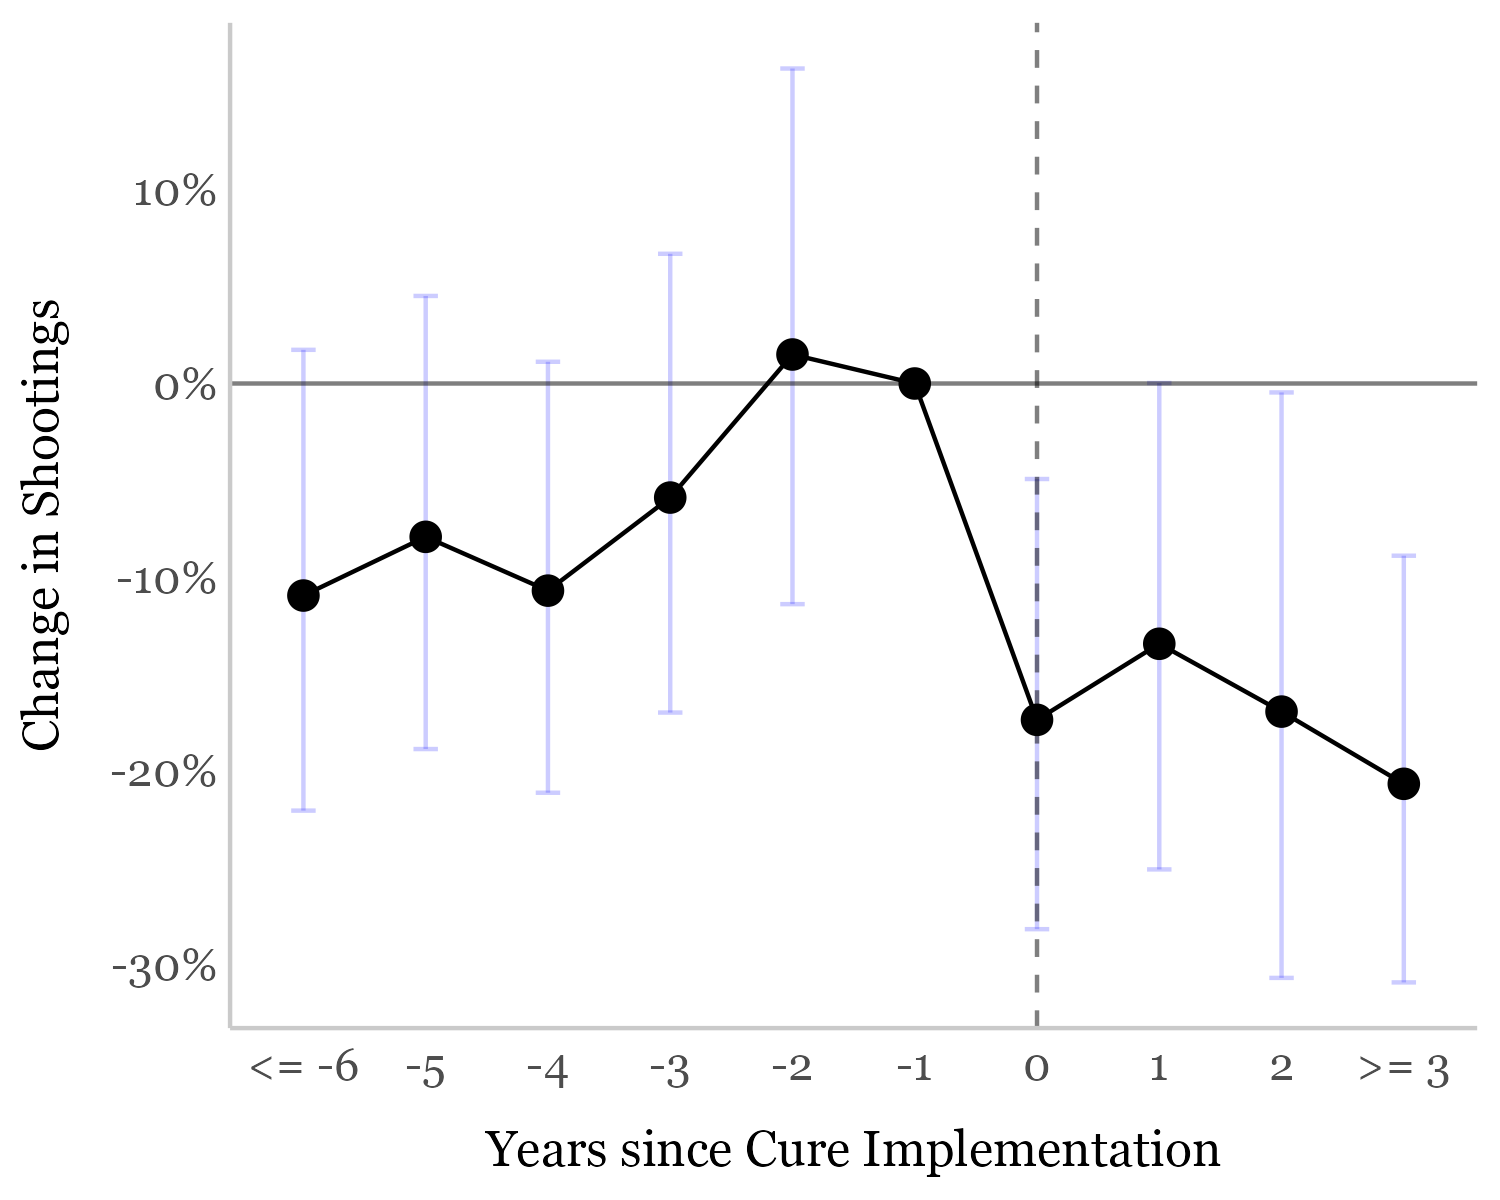 Change in Shootings
10%
0%
-10%
-20%
-30%
<= -6 -5 -4 -3 -2 -1 0 1 2 >= 3
Years since Cure Implementation